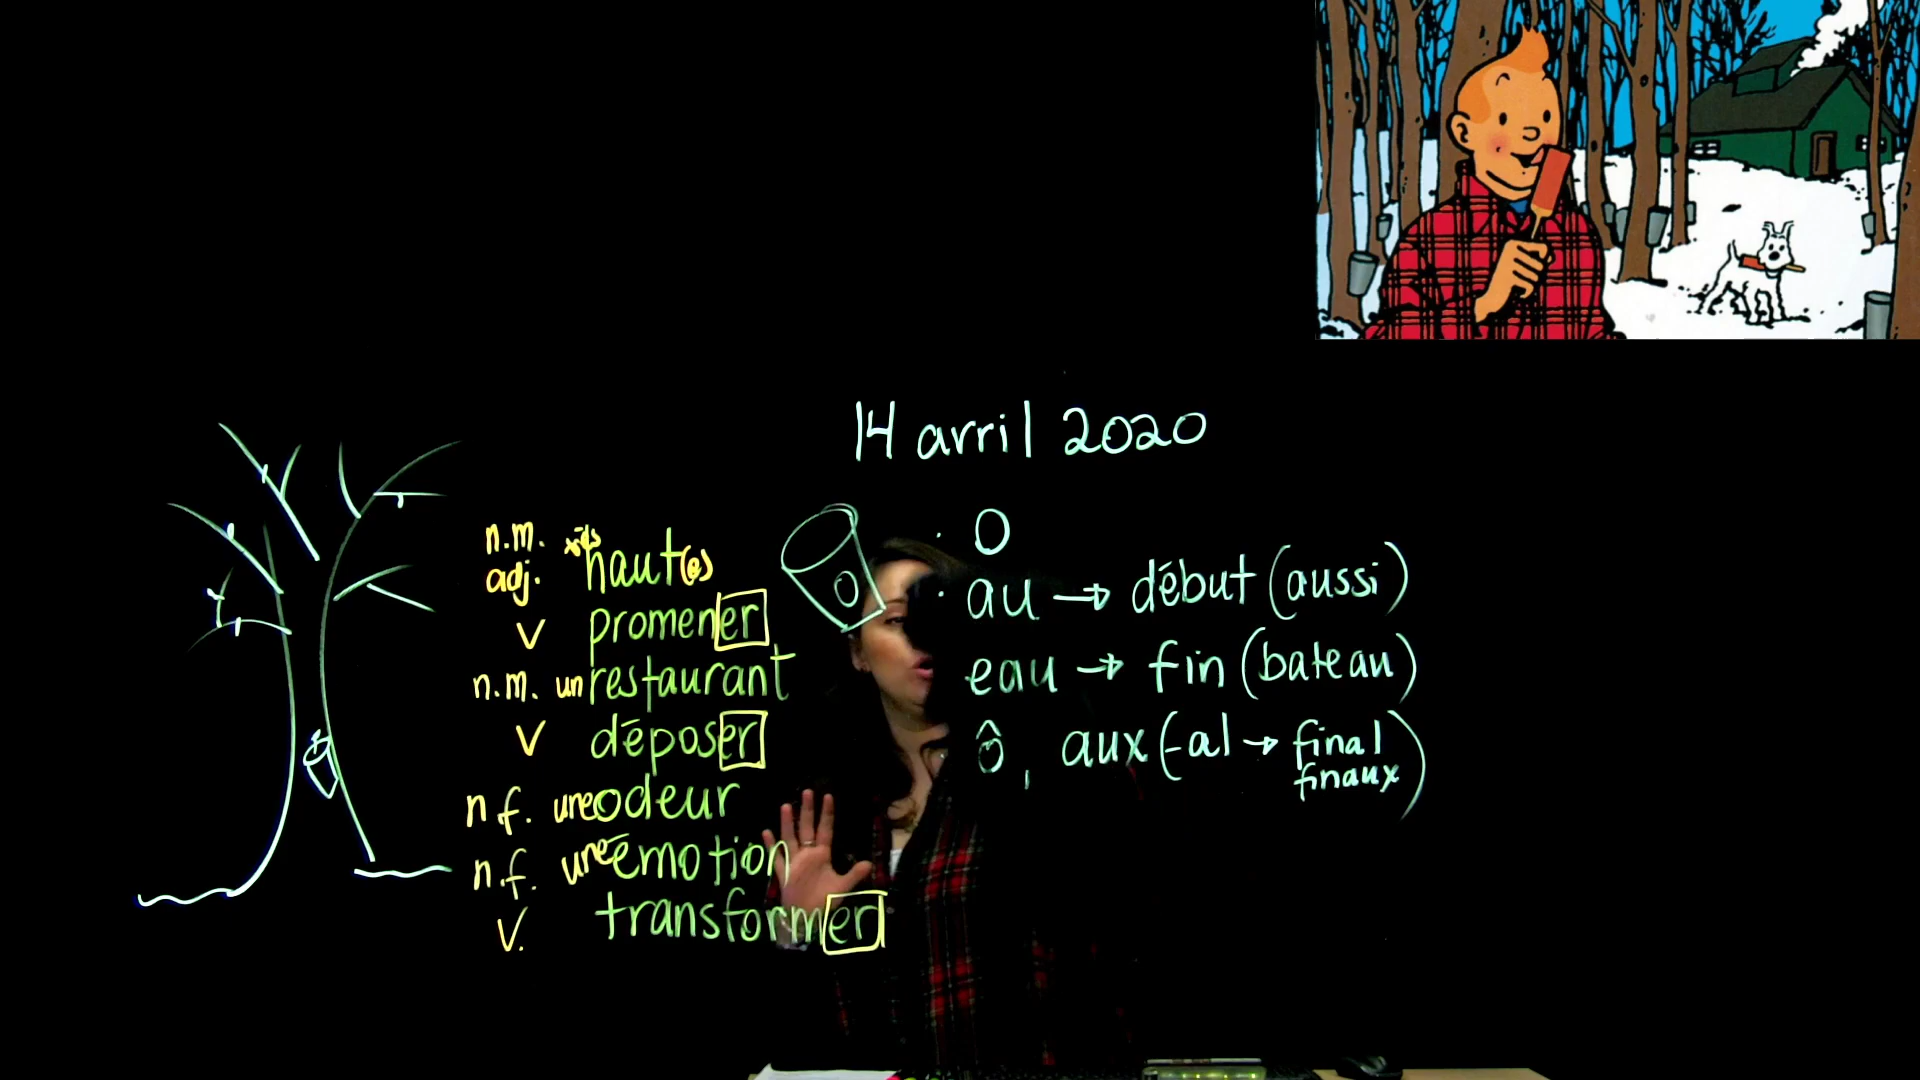 14 avril 2020
n.m.
adj. haut(e)s
V promener
n.m. un restaurant
V déposer
n.f. une odeur
n.f. une émotion
V. transformer
O
· O
· au → début (aussi)
eau → fin (bateau)
ô, aux (-al → final
finaux)